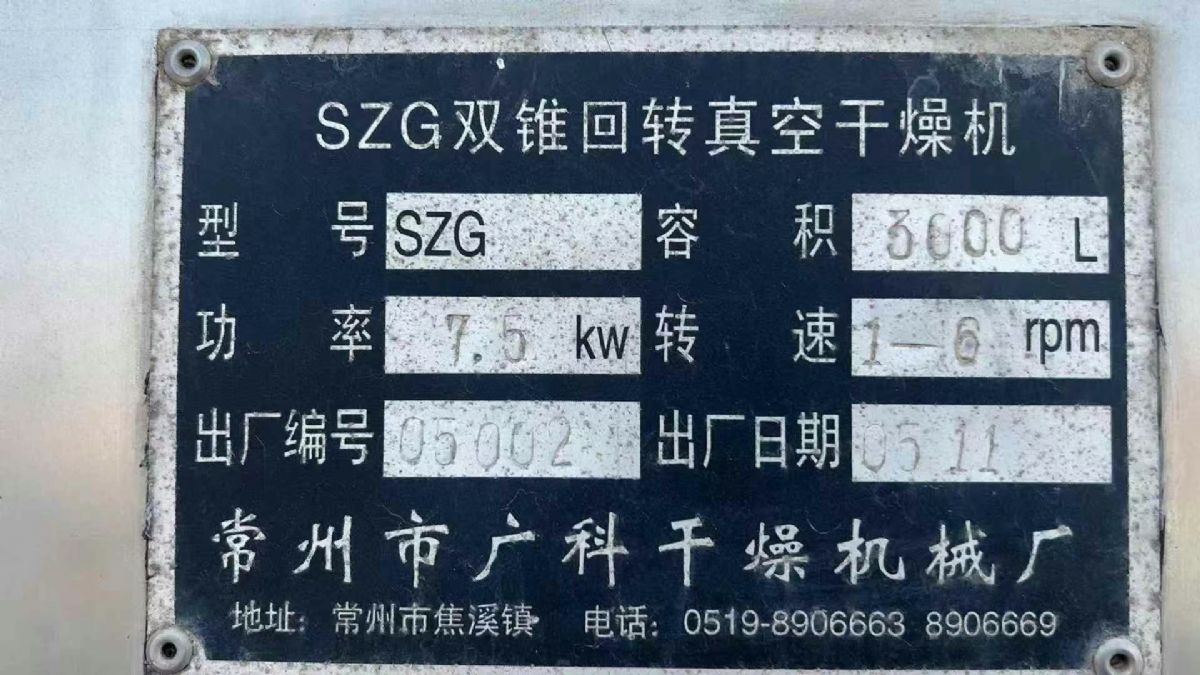 SZG双锥回转真空干燥机
型号 SZG 容积 3000 L
功率 7.5 kw 转速 1—6 rpm
出厂编号 05002 出厂日期 05 11
常州市广科干燥机械厂
地址：常州市焦溪镇 电话：0519-8906663 8906669